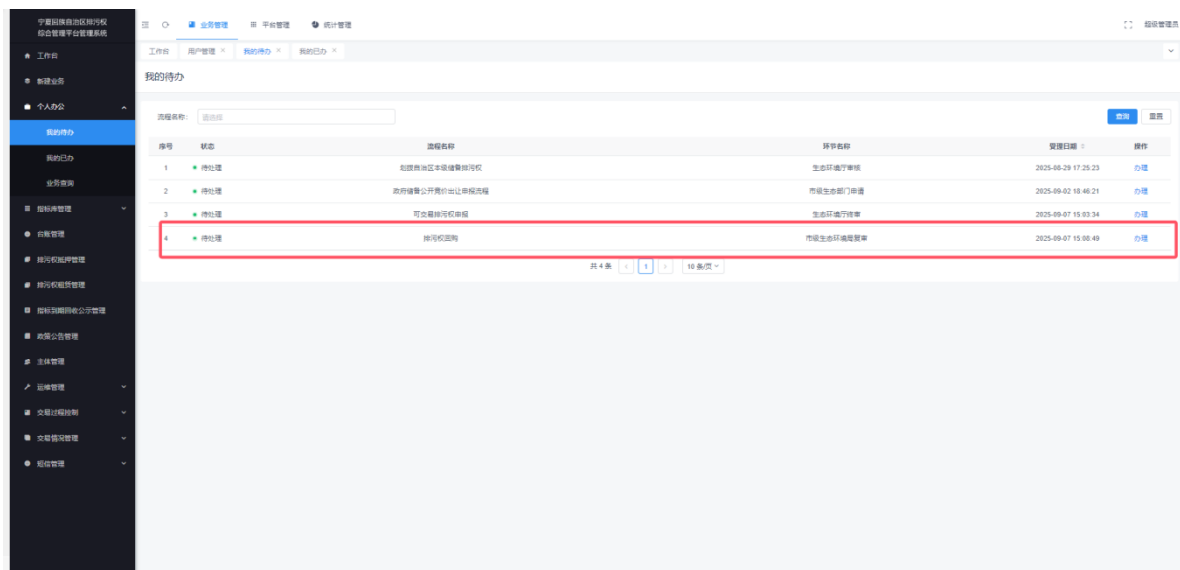 宁夏回族自治区排污权
综合管理平台管理系统
业务管理 平台管理 统计管理 超级管理员
工作台 用户管理 × 我的待办 × 我的已办 ×
工作台
新建业务
个人办公
我的待办
我的已办
业务查询
指标库管理
台账管理
排污权抵押管理
排污权租赁管理
指标到期回收公示管理
政策公告管理
主体管理
运维管理
交易过程控制
交易情况管理
短信管理
我的待办
流程名称: 请选择 查询 重置
序号 状态 流程名称 环节名称 受理日期 操作
1 待处理 划拨自治区本级储备排污权 生态环境厅审核 2025-08-29 17:25:23 办理
2 待处理 政府储备公开竞价出让申报流程 市级生态部门申请 2025-09-02 18:46:21 办理
3 待处理 可交易排污权申报 生态环境厅终审 2025-09-07 15:03:34 办理
4 待处理 排污权回购 市级生态环境局复审 2025-09-07 15:08:49 办理
共 4 条 < 1 > 10 条/页